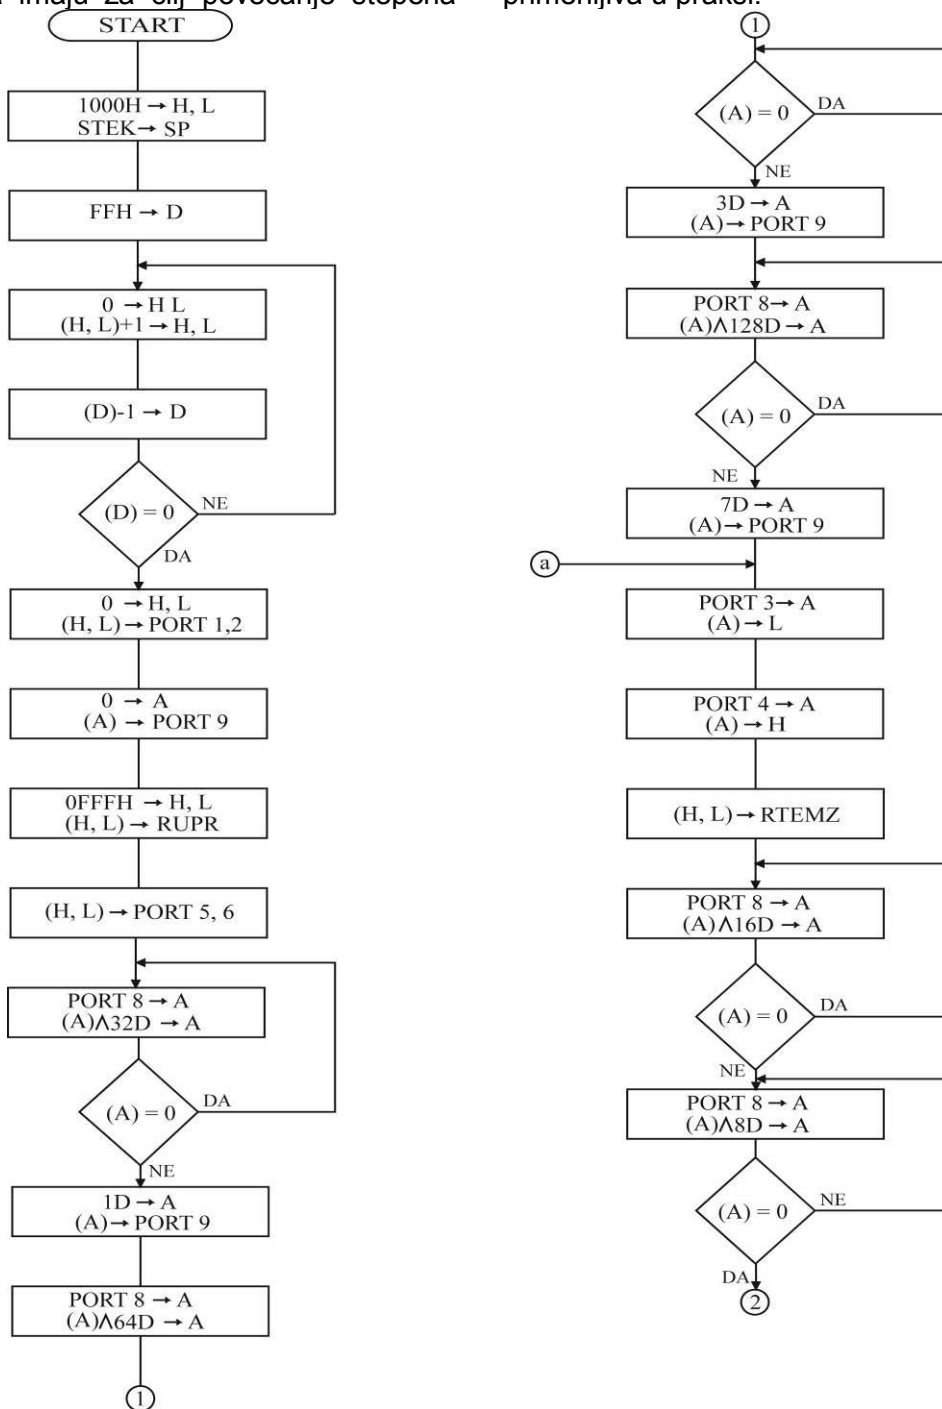 imaju za cilj povećanje stepena
primenljiva u praksi.
START
1000H → H, L
STEK → SP
FFH → D
0 → H L
(H, L)+1 → H, L
(D)-1 → D
(D) = 0
NE
DA
0 → H, L
(H, L) → PORT 1,2
0 → A
(A) → PORT 9
0FFFH → H, L
(H, L) → RUPR
(H, L) → PORT 5, 6
PORT 8 → A
(A)∧32D → A
(A) = 0
DA
NE
1D → A
(A) → PORT 9
PORT 8 → A
(A)∧64D → A
1
1
(A) = 0
DA
NE
3D → A
(A) → PORT 9
PORT 8 → A
(A)∧128D → A
(A) = 0
DA
NE
7D → A
(A) → PORT 9
a
PORT 3 → A
(A) → L
PORT 4 → A
(A) → H
(H, L) → RTEMZ
PORT 8 → A
(A)∧16D → A
(A) = 0
DA
NE
PORT 8 → A
(A)∧8D → A
(A) = 0
NE
DA
2